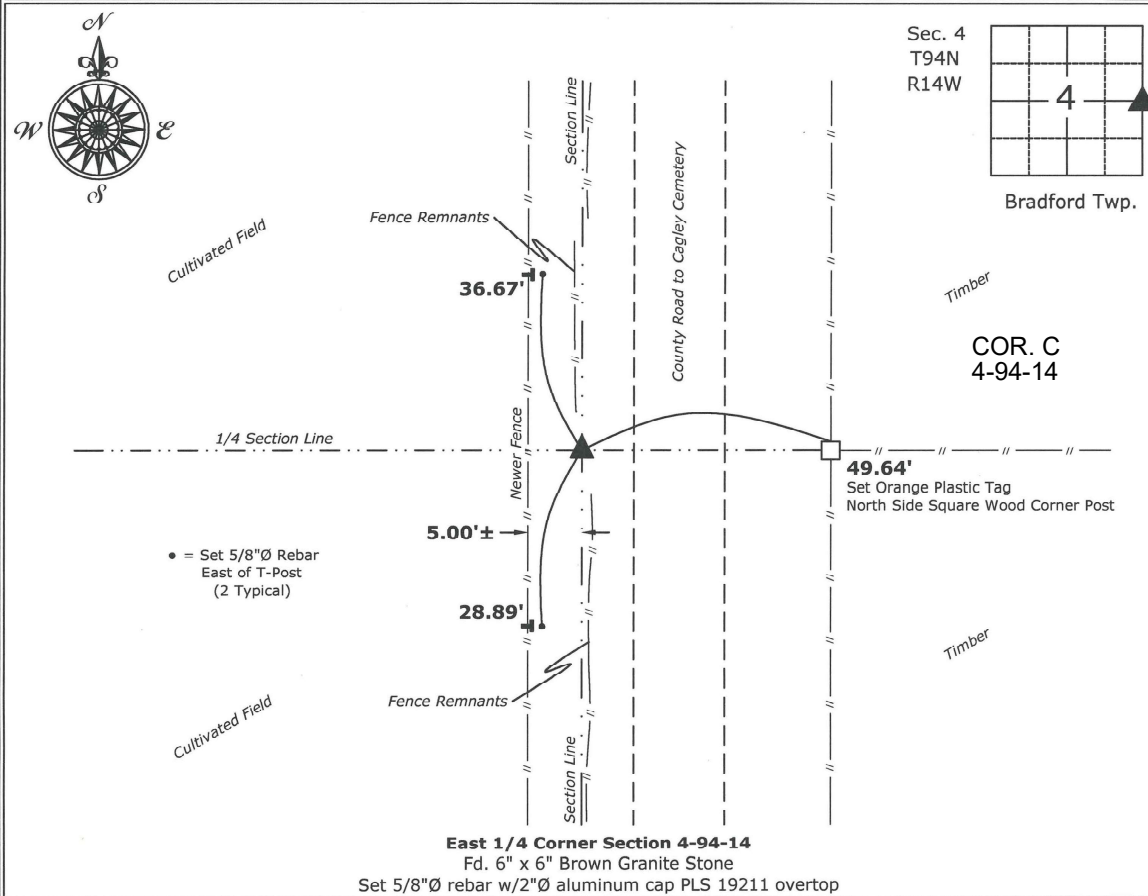 N
W
E
S
Sec. 4
T94N
R14W
4
Bradford Twp.
Section Line
Fence Remnants
Cultivated Field
36.67'
County Road to Cagley Cemetery
Timber
COR. C
4-94-14
1/4 Section Line
Newer Fence
49.64'
Set Orange Plastic Tag
North Side Square Wood Corner Post
5.00'±
• = Set 5/8"Ø Rebar
East of T-Post
(2 Typical)
28.89'
Timber
Fence Remnants
Cultivated Field
Section Line
East 1/4 Corner Section 4-94-14
Fd. 6" x 6" Brown Granite Stone
Set 5/8"Ø rebar w/2"Ø aluminum cap PLS 19211 overtop